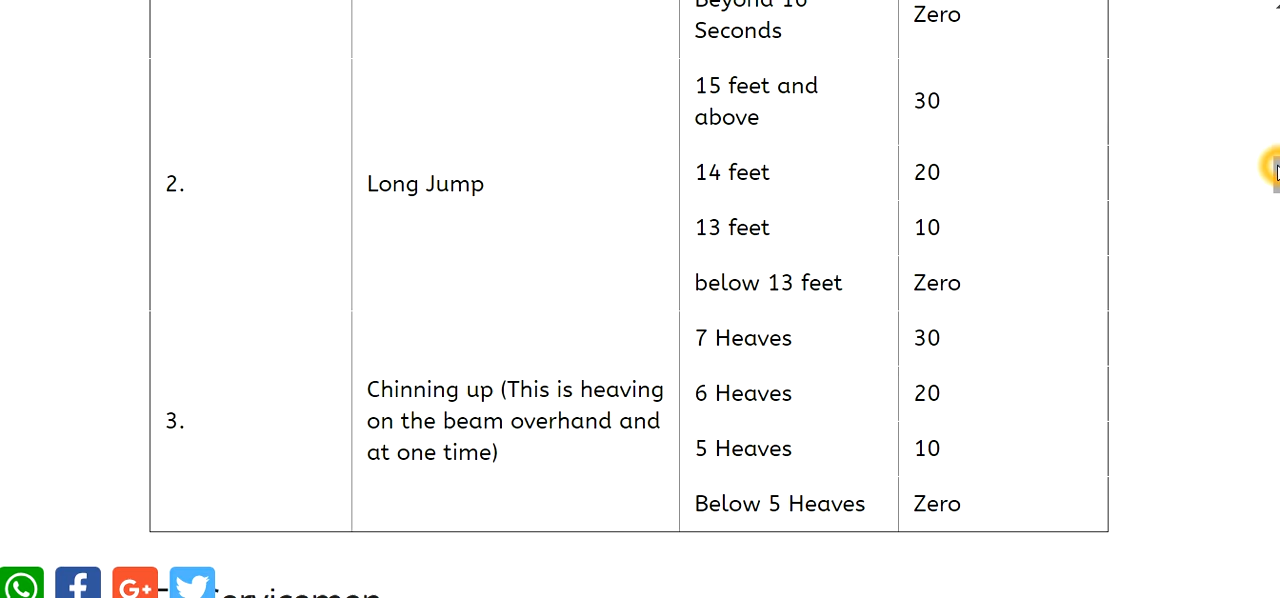 Beyond 16
Seconds
Zero
2.
Long Jump
15 feet and
above
30
14 feet
20
13 feet
10
below 13 feet
Zero
3.
Chinning up (This is heaving
on the beam overhand and
at one time)
7 Heaves
30
6 Heaves
20
5 Heaves
10
Below 5 Heaves
Zero
G+